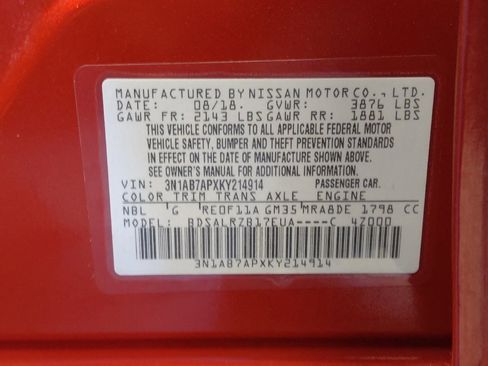 MANUFACTURED BY NISSAN MOTOR CO., LTD.
DATE: 08/18. GVWR: 3876 LBS
GAWR FR: 2143 LBS GAWR RR: 1881 LBS
THIS VEHICLE CONFORMS TO ALL APPLICABLE FEDERAL MOTOR
VEHICLE SAFETY, BUMPER AND THEFT PREVENTION STANDARDS
IN EFFECT ON THE DATE OF MANUFACTURE SHOWN ABOVE.
SEE OWNER'S MANUAL FOR ADDITIONAL INFORMATION.
VIN: 3N1AB7APXKY214914 PASSENGER CAR.
COLOR TRIM TRANS AXLE ENGINE
NBL G RE0F11A GM35 MRA8DE 1798 CC
MODEL: BDSALRZB17EUA----C 4Z000
3N1AB7APXKY214914